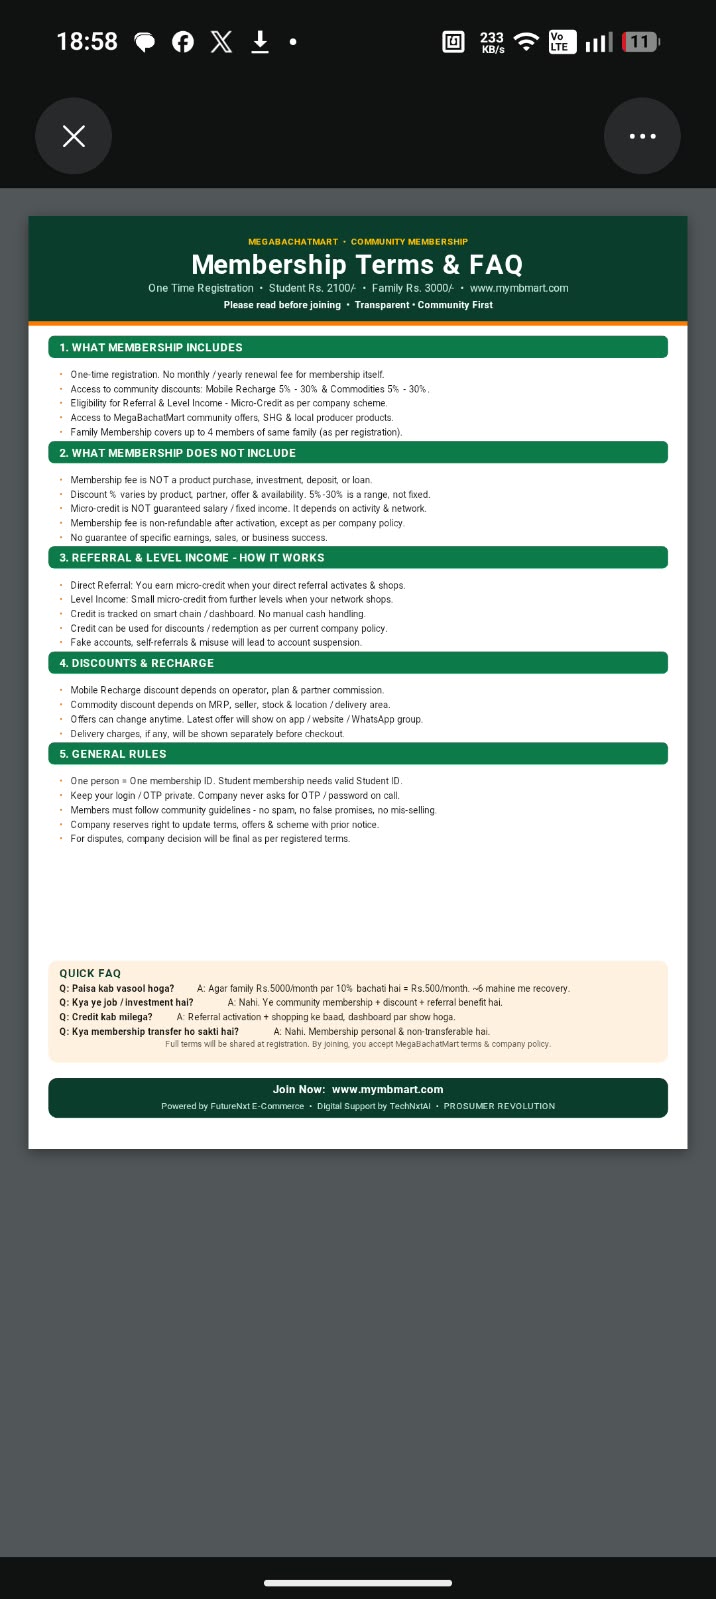 18:58
233
KB/s
Vo
LTE
11
MEGABACHATMART • COMMUNITY MEMBERSHIP
Membership Terms & FAQ
One Time Registration • Student Rs. 2100/- • Family Rs. 3000/- • www.mymbmart.com
Please read before joining • Transparent • Community First
1. WHAT MEMBERSHIP INCLUDES
• One-time registration. No monthly / yearly renewal fee for membership itself.
• Access to community discounts: Mobile Recharge 5% - 30% & Commodities 5% - 30%.
• Eligibility for Referral & Level Income - Micro-Credit as per company scheme.
• Access to MegaBachatMart community offers, SHG & local producer products.
• Family Membership covers up to 4 members of same family (as per registration).
2. WHAT MEMBERSHIP DOES NOT INCLUDE
• Membership fee is NOT a product purchase, investment, deposit, or loan.
• Discount % varies by product, partner, offer & availability. 5%-30% is a range, not fixed.
• Micro-credit is NOT guaranteed salary / fixed income. It depends on activity & network.
• Membership fee is non-refundable after activation, except as per company policy.
• No guarantee of specific earnings, sales, or business success.
3. REFERRAL & LEVEL INCOME - HOW IT WORKS
• Direct Referral: You earn micro-credit when your direct referral activates & shops.
• Level Income: Small micro-credit from further levels when your network shops.
• Credit is tracked on smart chain / dashboard. No manual cash handling.
• Credit can be used for discounts / redemption as per current company policy.
• Fake accounts, self-referrals & misuse will lead to account suspension.
4. DISCOUNTS & RECHARGE
• Mobile Recharge discount depends on operator, plan & partner commission.
• Commodity discount depends on MRP, seller, stock & location / delivery area.
• Offers can change anytime. Latest offer will show on app / website / WhatsApp group.
• Delivery charges, if any, will be shown separately before checkout.
5. GENERAL RULES
• One person = One membership ID. Student membership needs valid Student ID.
• Keep your login / OTP private. Company never asks for OTP / password on call.
• Members must follow community guidelines - no spam, no false promises, no mis-selling.
• Company reserves right to update terms, offers & scheme with prior notice.
• For disputes, company decision will be final as per registered terms.
QUICK FAQ
Q: Paisa kab vasool hoga? A: Agar family Rs.5000/month par 10% bachati hai = Rs.500/month. ~6 mahine me recovery.
Q: Kya ye job / investment hai? A: Nahi. Ye community membership + discount + referral benefit hai.
Q: Credit kab milega? A: Referral activation + shopping ke baad, dashboard par show hoga.
Q: Kya membership transfer ho sakti hai? A: Nahi. Membership personal & non-transferable hai.
Full terms will be shared at registration. By joining, you accept MegaBachatMart terms & company policy.
Join Now: www.mymbmart.com
Powered by FutureNxt E-Commerce • Digital Support by TechNxtAI • PROSUMER REVOLUTION